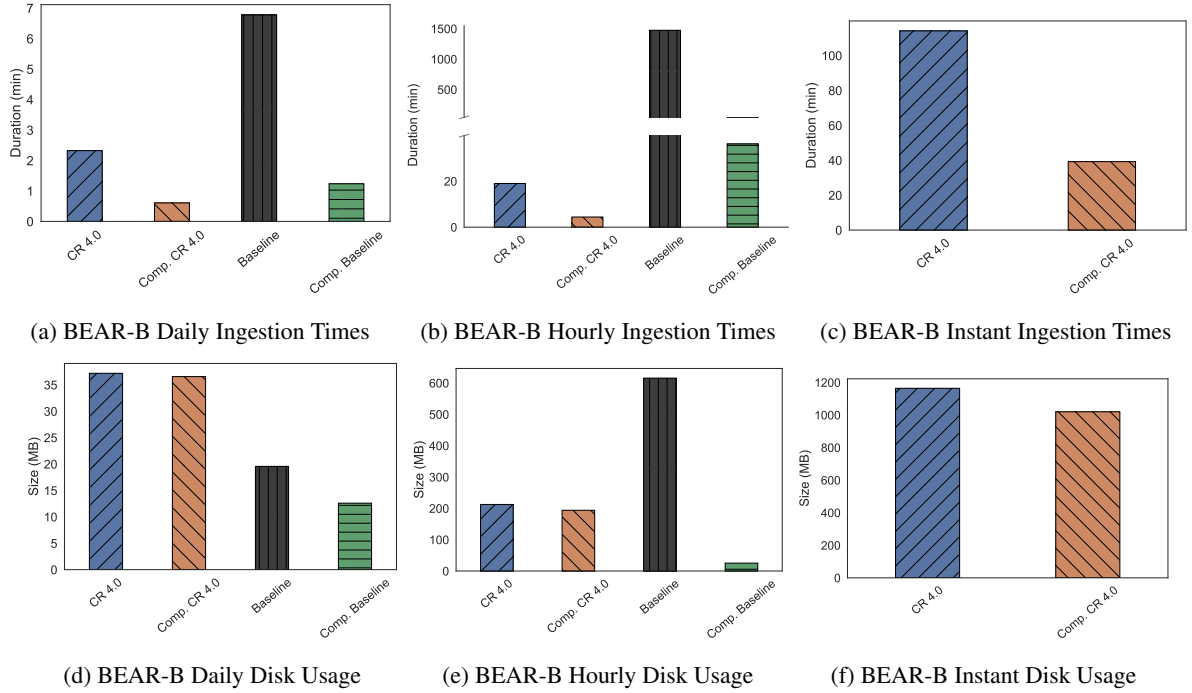 7
6
5
4
3
2
1
0
Duration (min)
CR 4.0
Comp. CR 4.0
Baseline
Comp. Baseline
(a) BEAR-B Daily Ingestion Times
1500
1000
500
20
0
Duration (min)
CR 4.0
Comp. CR 4.0
Baseline
Comp. Baseline
(b) BEAR-B Hourly Ingestion Times
100
80
60
40
20
0
Duration (min)
CR 4.0
Comp. CR 4.0
(c) BEAR-B Instant Ingestion Times
35
30
25
20
15
10
5
0
Size (MB)
CR 4.0
Comp. CR 4.0
Baseline
Comp. Baseline
(d) BEAR-B Daily Disk Usage
600
500
400
300
200
100
0
Size (MB)
CR 4.0
Comp. CR 4.0
Baseline
Comp. Baseline
(e) BEAR-B Hourly Disk Usage
1200
1000
800
600
400
200
0
Size (MB)
CR 4.0
Comp. CR 4.0
(f) BEAR-B Instant Disk Usage